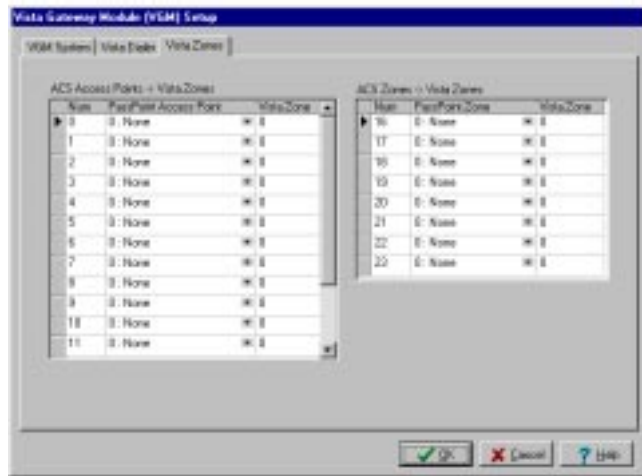 Vista Gateway Module (VGM) Setup
VGM System Vista Dialer Vista Zones
ACS Access Points -> Vista Zones
Num PassPoint Access Point Vista Zone
0 0 : None 0
1 0 : None 0
2 0 : None 0
3 0 : None 0
4 0 : None 0
5 0 : None 0
6 0 : None 0
7 0 : None 0
8 0 : None 0
9 0 : None 0
10 0 : None 0
11 0 : None 0
ACS Zones -> Vista Zones
Num PassPoint Zone Vista Zone
16 0 : None 0
17 0 : None 0
18 0 : None 0
19 0 : None 0
20 0 : None 0
21 0 : None 0
22 0 : None 0
23 0 : None 0
OK Cancel Help